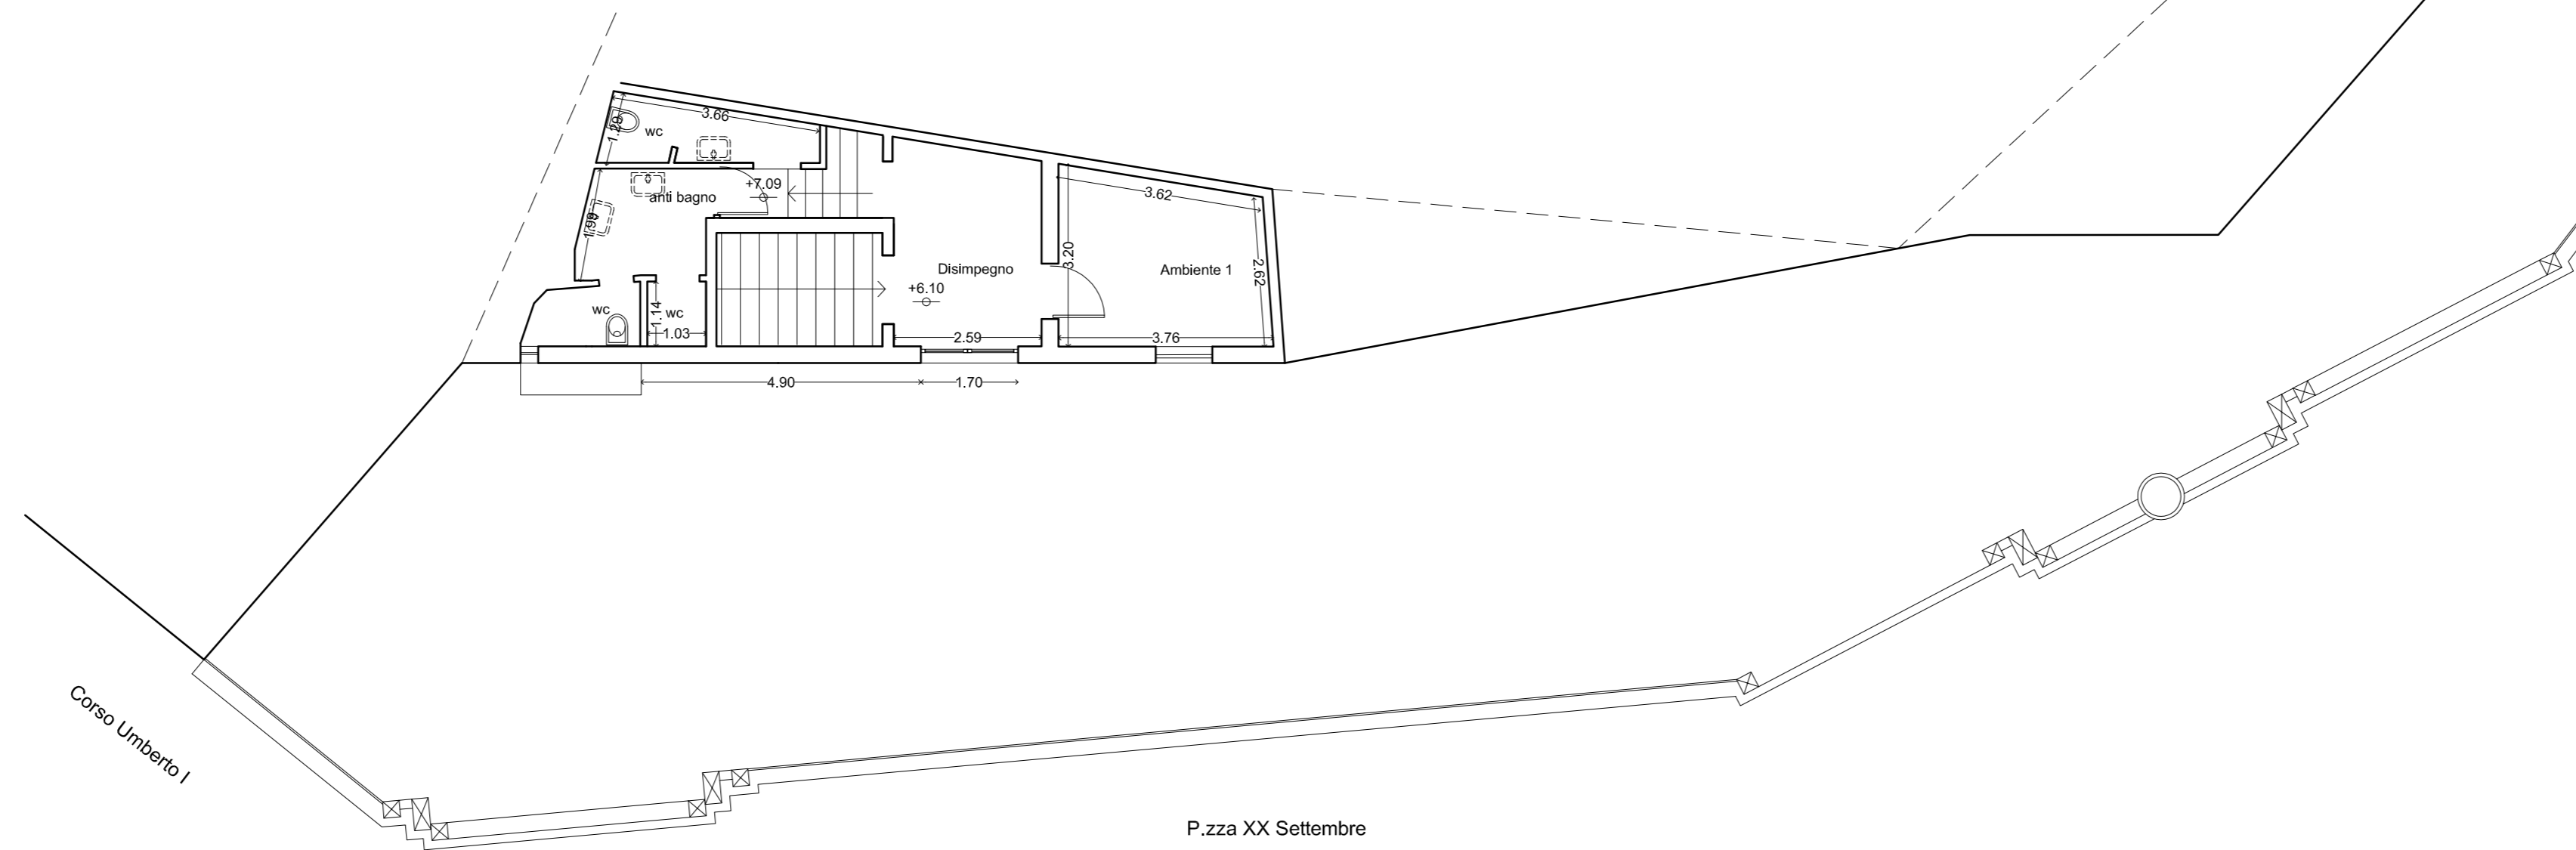 3.66
1.20
wc
+7.09
anti bagno
1.99
3.62
3.20
2.62
Disimpegno
Ambiente 1
+6.10
wc
1.14
wc
1.03
2.59
3.76
4.90
1.70
Corso Umberto I
P.zza XX Settembre